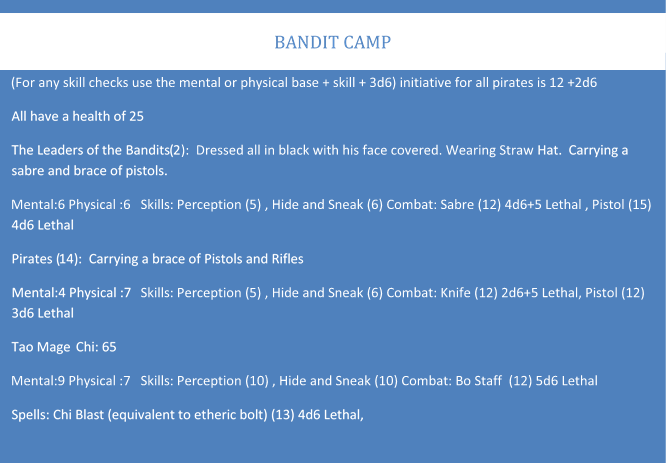 BANDIT CAMP
(For any skill checks use the mental or physical base + skill + 3d6) initiative for all pirates is 12 +2d6
All have a health of 25
The Leaders of the Bandits(2):  Dressed all in black with his face covered. Wearing Straw Hat.  Carrying a
sabre and brace of pistols.
Mental:6 Physical :6   Skills: Perception (5) , Hide and Sneak (6) Combat: Sabre (12) 4d6+5 Lethal , Pistol (15)
4d6 Lethal
Pirates (14):  Carrying a brace of Pistols and Rifles
Mental:4 Physical :7   Skills: Perception (5) , Hide and Sneak (6) Combat: Knife (12) 2d6+5 Lethal, Pistol (12)
3d6 Lethal
Tao Mage  Chi: 65
Mental:9 Physical :7   Skills: Perception (10) , Hide and Sneak (10) Combat: Bo Staff  (12) 5d6 Lethal
Spells: Chi Blast (equivalent to etheric bolt) (13) 4d6 Lethal,